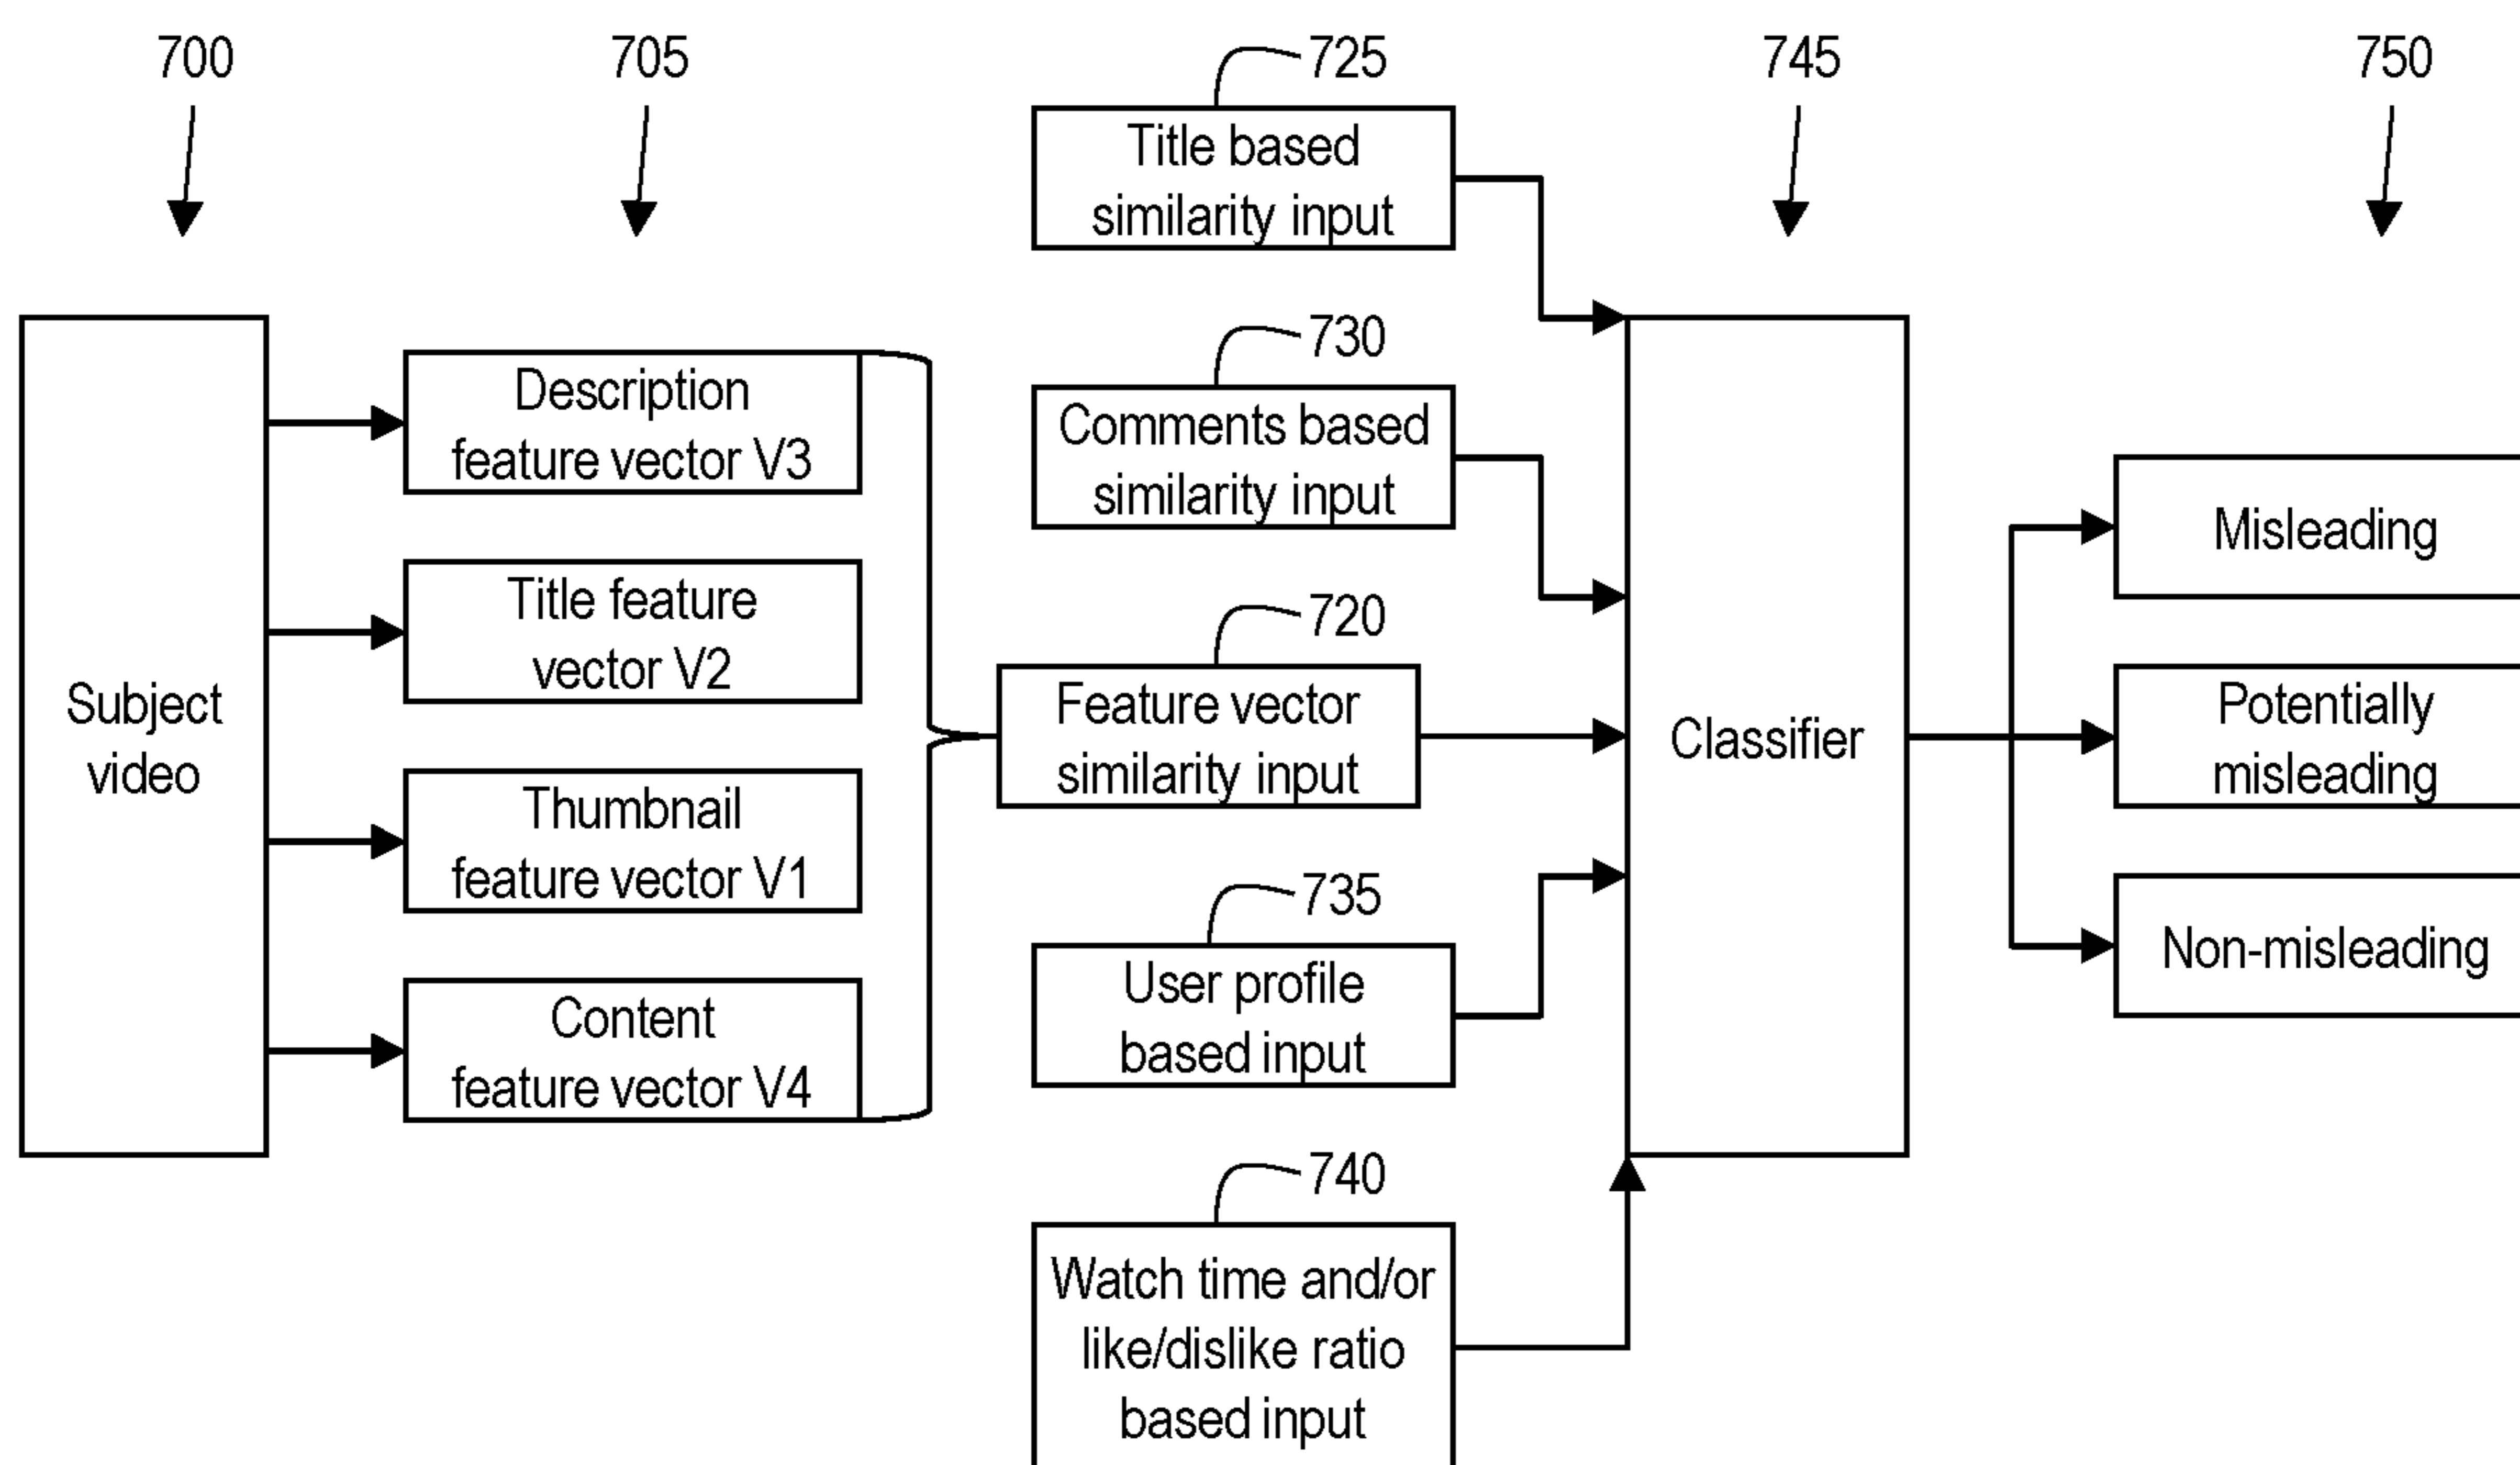 700
705
725
745
750
Title based
similarity input
730
Comments based
similarity input
Description
feature vector V3
Title feature
vector V2
Thumbnail
feature vector V1
Content
feature vector V4
Subject
video
720
Feature vector
similarity input
735
User profile
based input
740
Watch time and/or
like/dislike ratio
based input
Classifier
Misleading
Potentially
misleading
Non-misleading